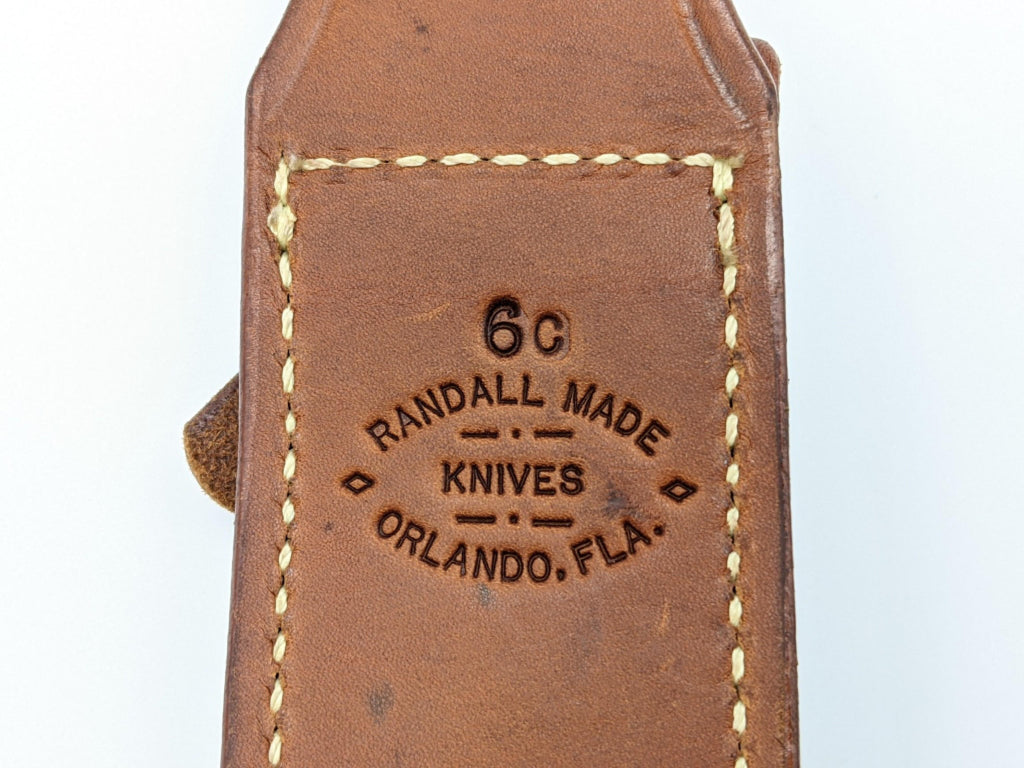 6C
RANDALL MADE
KNIVES
ORLANDO, FLA.